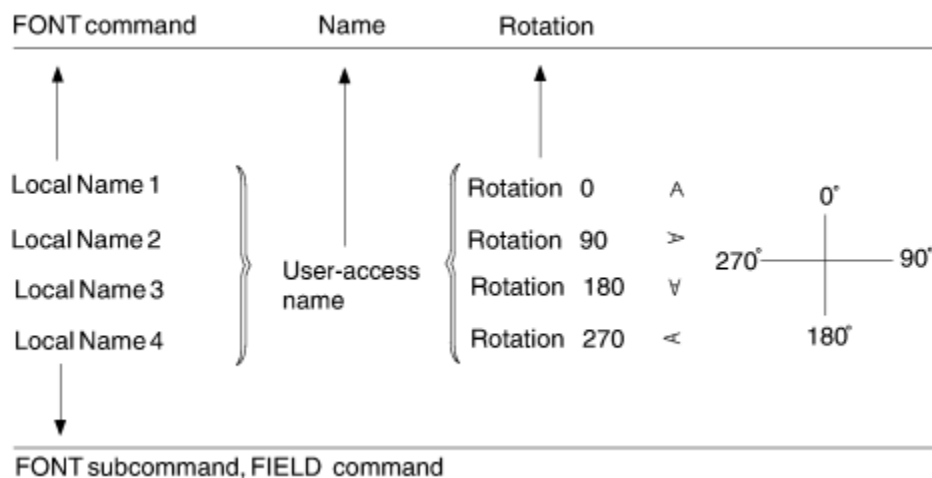 FONT command Name Rotation
Local Name 1 Rotation 0 A
Local Name 2 Rotation 90 A
User-access name
Local Name 3 Rotation 180 A
Local Name 4 Rotation 270 A
0°
270° 90°
180°
FONT subcommand, FIELD command